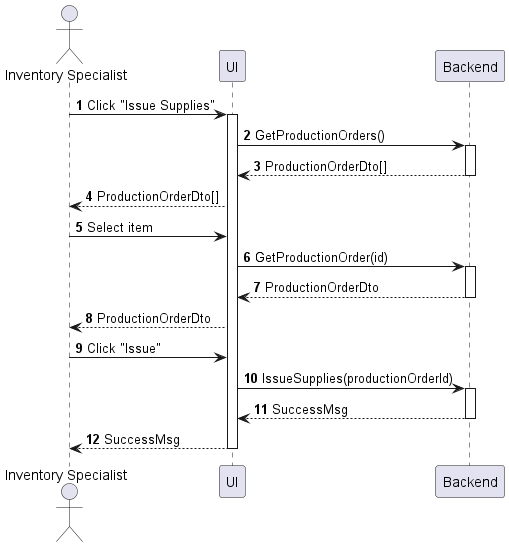 Inventory Specialist
UI
Backend
1 Click "Issue Supplies"
2 GetProductionOrders()
3 ProductionOrderDto[]
4 ProductionOrderDto[]
5 Select item
6 GetProductionOrder(id)
7 ProductionOrderDto
8 ProductionOrderDto
9 Click "Issue"
10 IssueSupplies(productionOrderId)
11 SuccessMsg
12 SuccessMsg
Inventory Specialist
UI
Backend